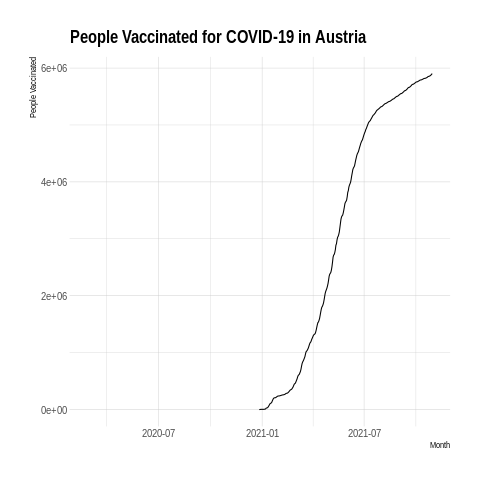 People Vaccinated for COVID-19 in Austria
People Vaccinated
6e+06
4e+06
2e+06
0e+00
2020-07 2021-01 2021-07
Month